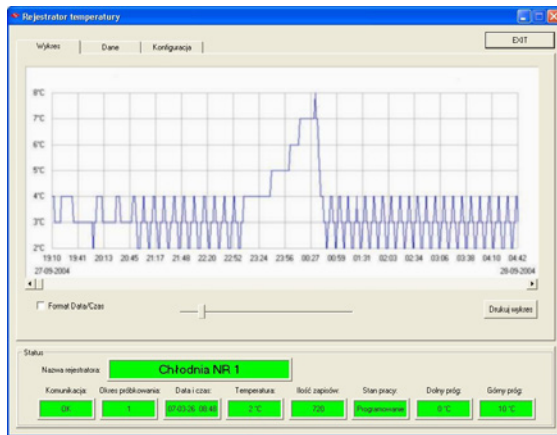 Rejestrator temperatury
EXIT
Wykres Dane Konfiguracja
8°C
7°C
6°C
5°C
4°C
3°C
2°C
19:10 19:41 20:13 20:45 21:17 21:48 22:20 22:52 23:24 23:56 00:27 00:59 01:31 02:03 02:34 03:06 03:38 04:10 04:42
27-09-2004 28-09-2004
Format Data/Czas
Drukuj wykres
Status
Nazwa rejestratora: Chłodnia NR 1
Komunikacja: Okres próbkowania: Data i czas: Temperatura: Ilość zapisów: Stan pracy: Dolny próg: Górny próg:
OK 1 07-03-26 08:48 2 °C 720 Programowanie 0 °C 10 °C